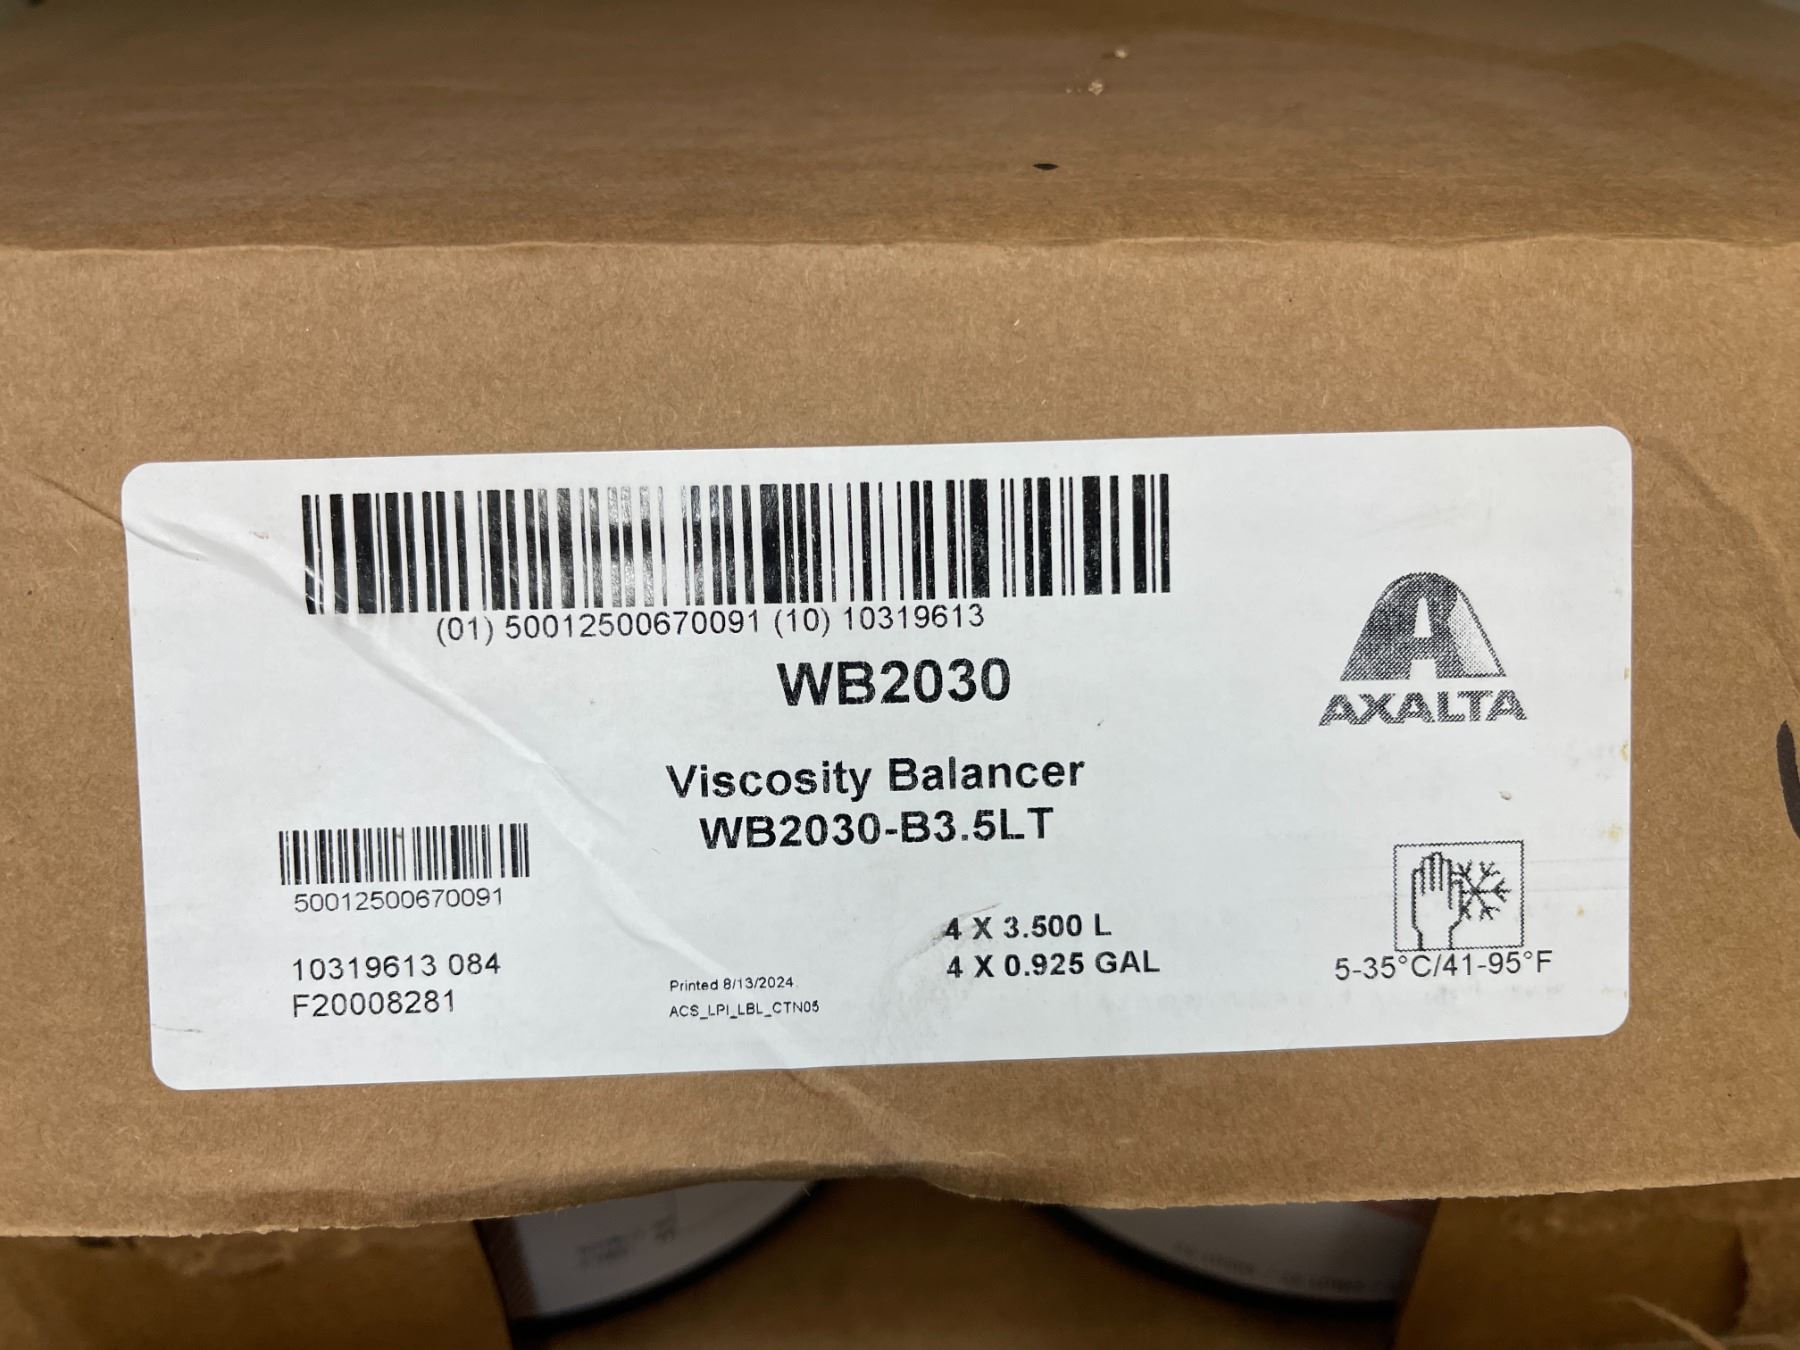 (01) 50012500670091 (10) 10319613
WB2030
AXALTA
Viscosity Balancer
WB2030-B3.5LT
50012500670091
4 X 3.500 L
4 X 0.925 GAL
5-35°C/41-95°F
10319613 084
F20008281
Printed 8/13/2024
ACS_LPI_LBL_CTN05